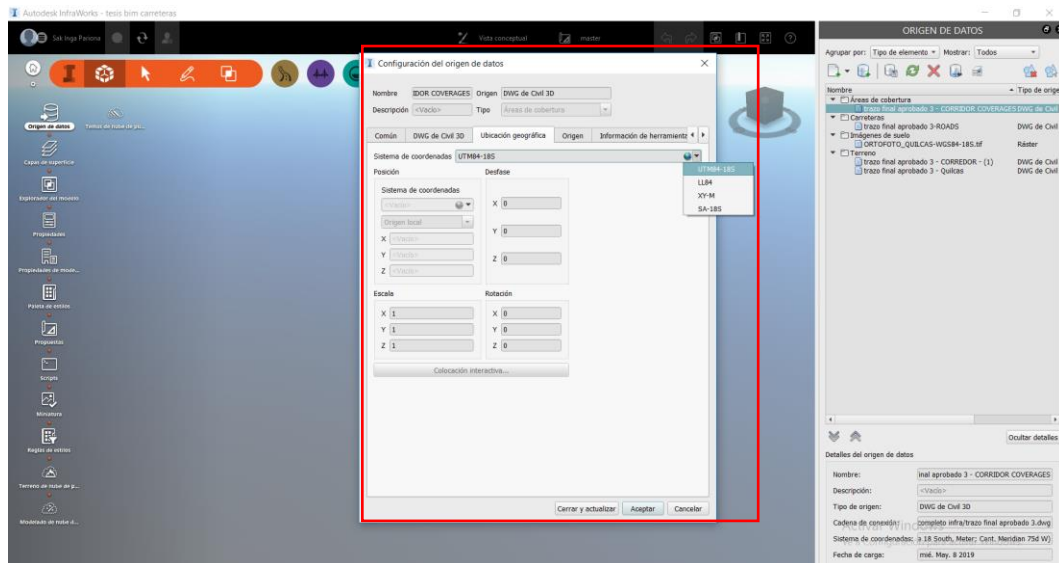 Autodesk InfraWorks - tesis bim carreteras
Sak Inga Pariona
Vista conceptual
master
Origen de datos
Temas de nube de pu...
Capas de superficie
Explorador del modelo
Propiedades
Propiedades de mode...
Paleta de estilos
Propuestas
Scripts
Miniatura
Reglas de estilos
Terreno de nube de p...
Modelado de nube d...
Configuración del origen de datos
Nombre IDOR COVERAGES Origen DWG de Civil 3D
Descripción <Vacío> Tipo Áreas de cobertura
Común DWG de Civil 3D Ubicación geográfica Origen Información de herramienta
Sistema de coordenadas UTM84-18S
UTM84-18S
LL84
XY-M
SA-18S
Posición Desfase
Sistema de coordenadas
<Vacío> X 0
Origen local
X <Vacío> Y 0
Y <Vacío>
Z <Vacío> Z 0
Escala Rotación
X 1 X 0
Y 1 Y 0
Z 1 Z 0
Colocación interactiva...
Cerrar y actualizar Aceptar Cancelar
ORIGEN DE DATOS
Agrupar por: Tipo de elemento Mostrar: Todos
Nombre Tipo de orige
Áreas de cobertura
trazo final aprobado 3 - CORRIDOR COVERAGES DWG de Civil
Carreteras
trazo final aprobado 3-ROADS DWG de Civil
Imágenes de suelo
ORTOFOTO_QUILCAS-WGS84-18S.tif Ráster
Terreno
trazo final aprobado 3 - CORREDOR - (1) DWG de Civil
trazo final aprobado 3 - Quilcas DWG de Civil
Ocultar detalles
Detalles del origen de datos
Nombre: inal aprobado 3 - CORRIDOR COVERAGES
Descripción: <Vacío>
Tipo de origen: DWG de Civil 3D
Cadena de conexión: completo infra/trazo final aprobado 3.dwg
Activar Windows
Sistema de coordenadas: a 18 South, Meter; Cent. Meridian 75d W)
Fecha de carga: mié. May. 8 2019